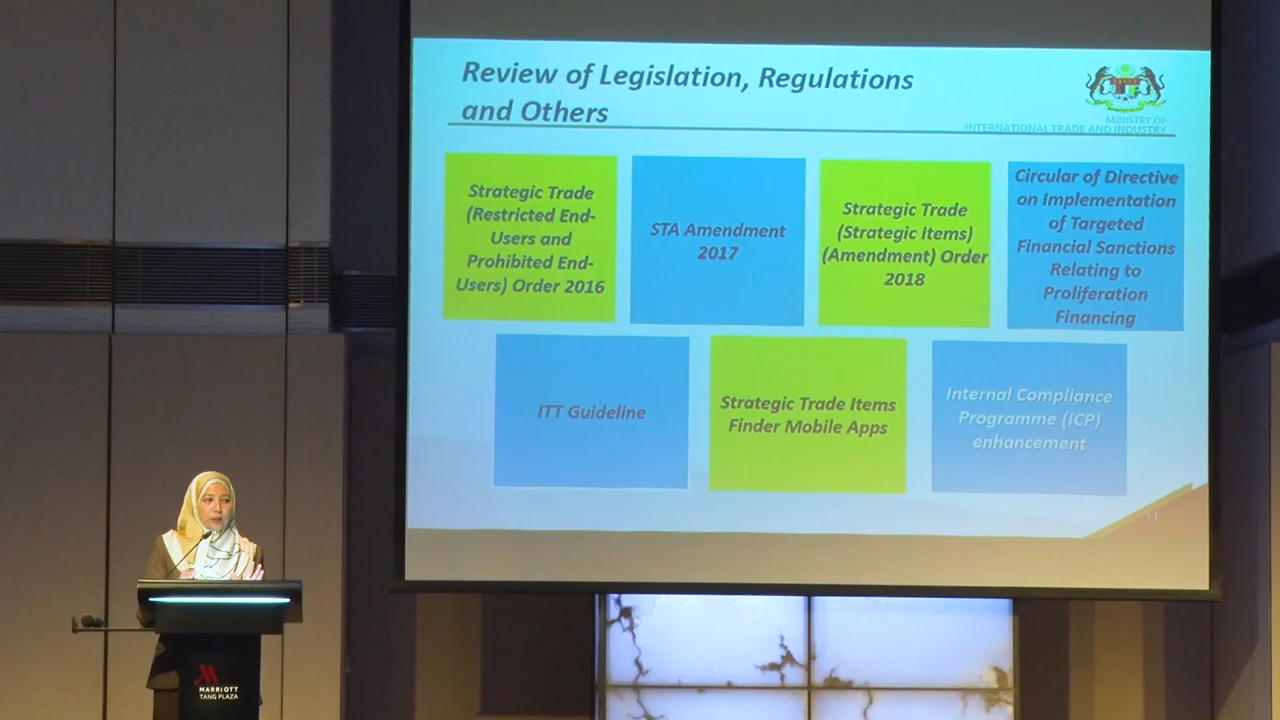 Review of Legislation, Regulations
and Others
MINISTRY OF
INTERNATIONAL TRADE AND INDUSTRY
Strategic Trade
(Restricted End-
Users and
Prohibited End-
Users) Order 2016
STA Amendment
2017
Strategic Trade
(Strategic Items)
(Amendment) Order
2018
Circular of Directive
on Implementation
of Targeted
Financial Sanctions
Relating to
Proliferation
Financing
ITT Guideline
Strategic Trade Items
Finder Mobile Apps
Internal Compliance
Programme (ICP)
enhancement
MARRIOTT
TANG PLAZA